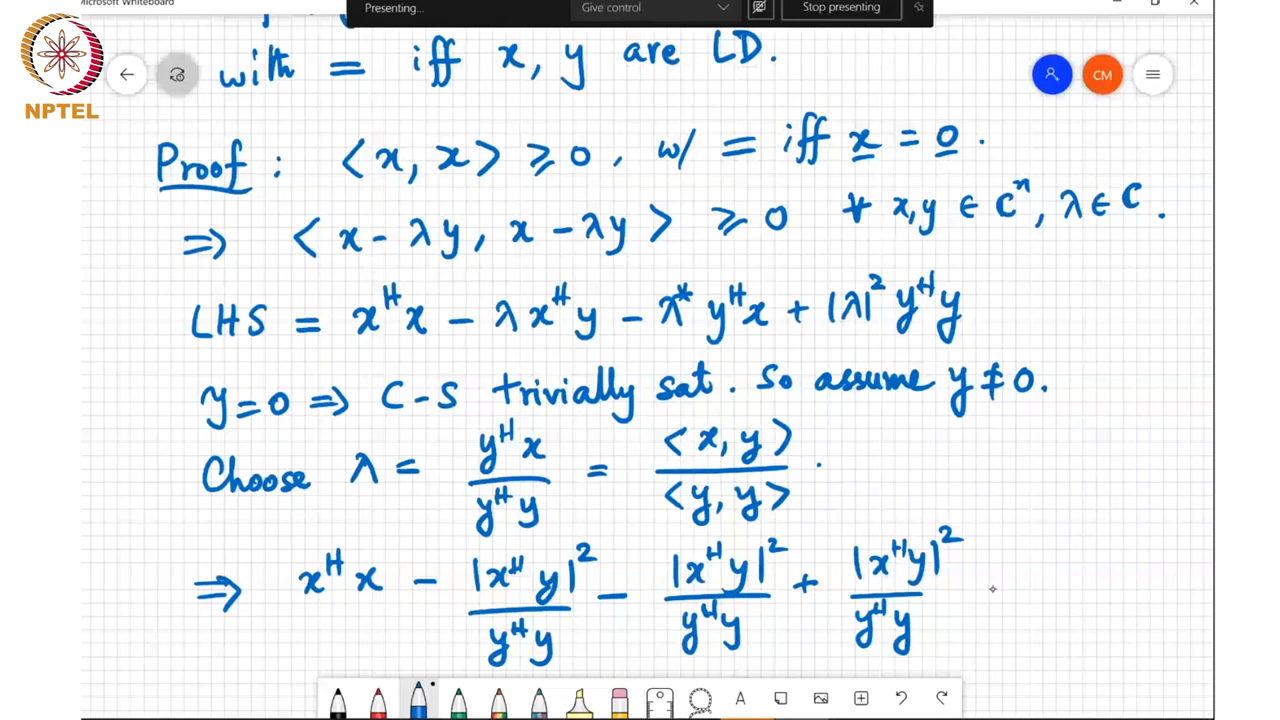 Microsoft Whiteboard
Presenting...
Give control
Stop presenting
NPTEL
CM
with = iff x, y are LD.
Proof : <x, x> ≥ 0, w/ = iff x = 0.
⇒ <x - λy, x - λy> ≥ 0 ∀ x,y ∈ ℂⁿ, λ ∈ ℂ.
LHS = xᴴx - λxᴴy - λ* yᴴx + |λ|² yᴴy
y = 0 ⇒ C-S trivially sat. So assume y ≠ 0.
Choose λ = yᴴx / yᴴy = <x, y> / <y, y>.
⇒ xᴴx - |xᴴy|² / yᴴy - |xᴴy|² / yᴴy + |xᴴy|² / yᴴy
A